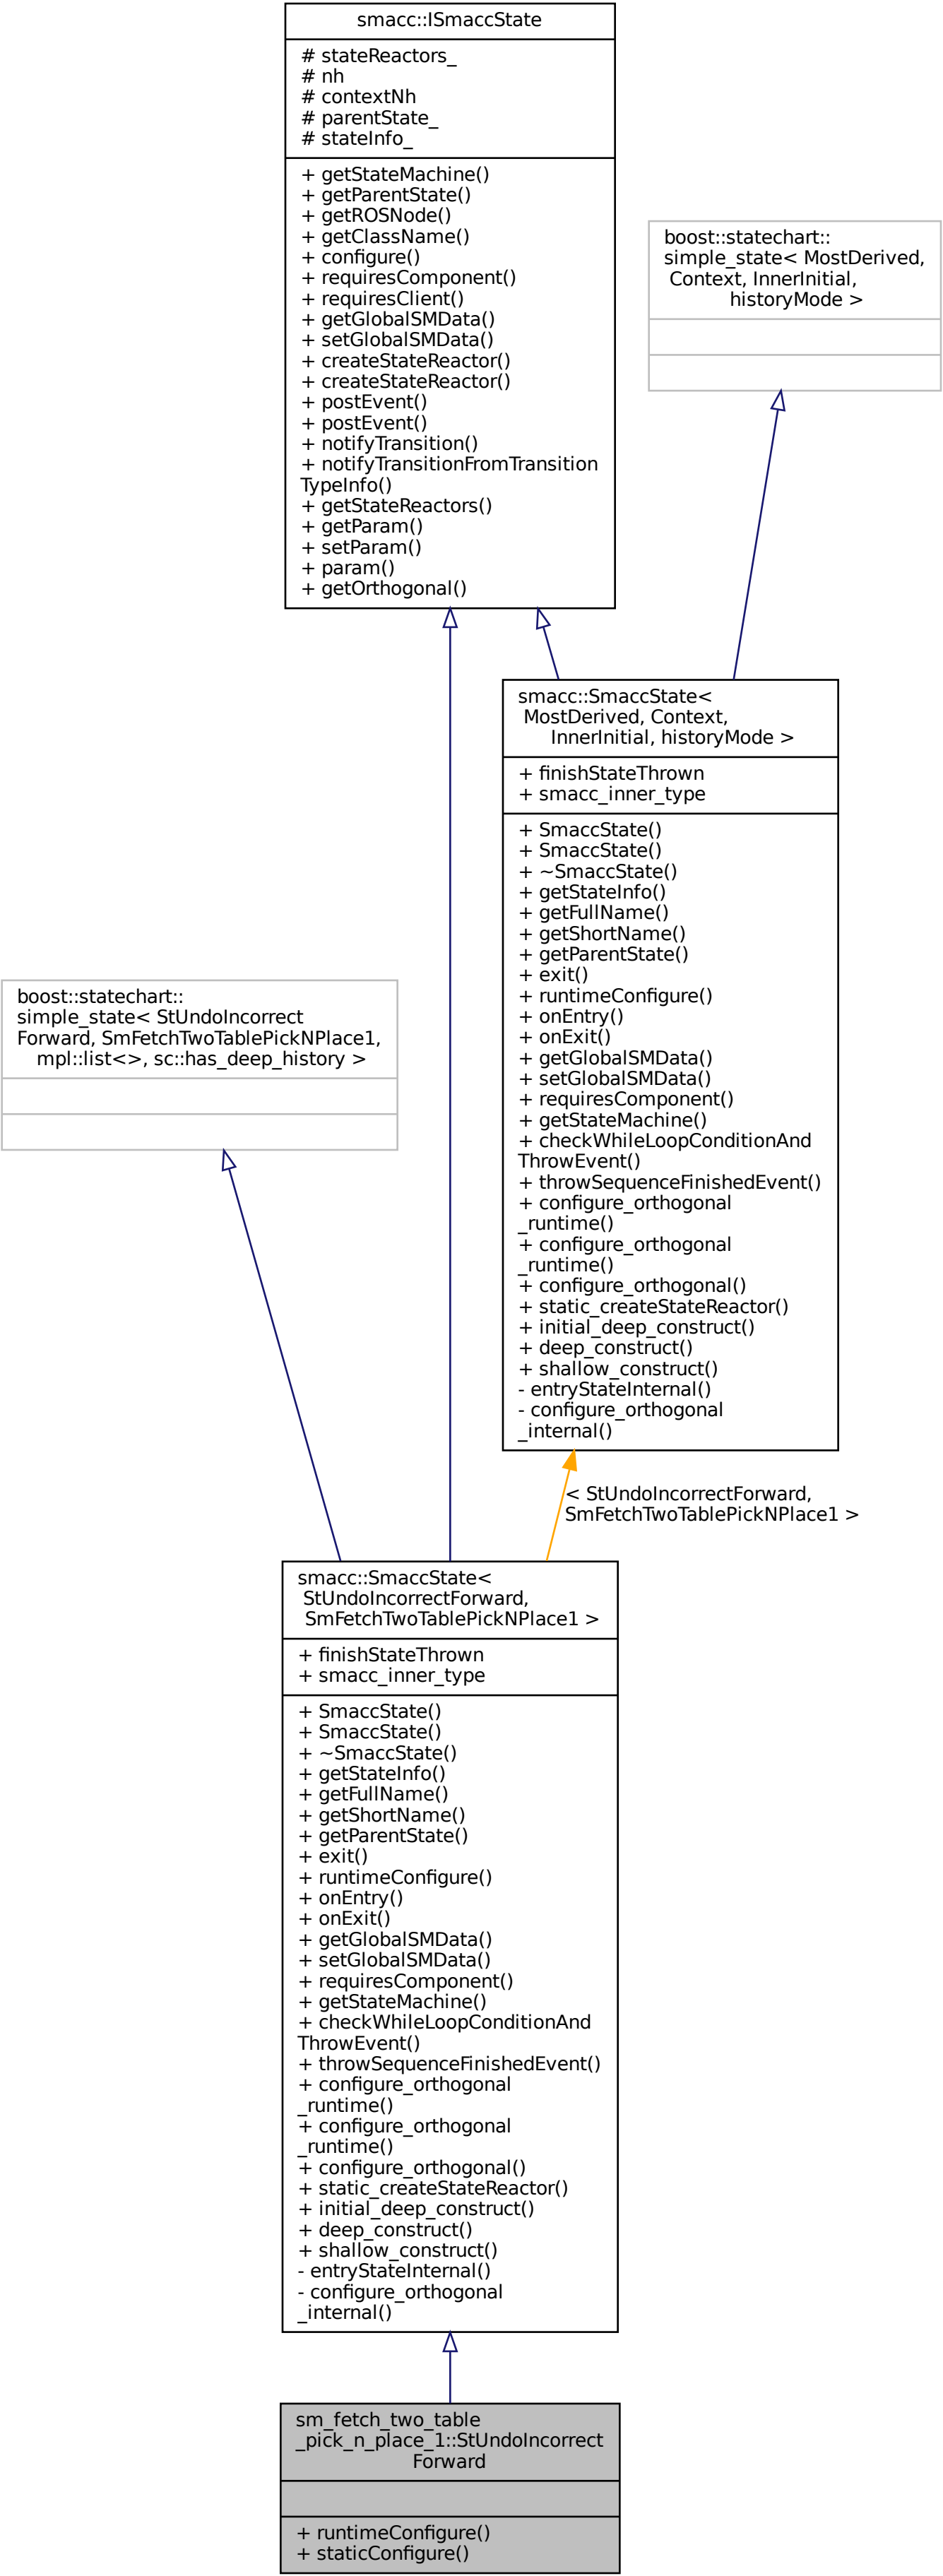 smacc::ISmaccState
# stateReactors_
# nh
# contextNh
# parentState_
# stateInfo_
+ getStateMachine()
+ getParentState()
+ getROSNode()
+ getClassName()
+ configure()
+ requiresComponent()
+ requiresClient()
+ getGlobalSMData()
+ setGlobalSMData()
+ createStateReactor()
+ createStateReactor()
+ postEvent()
+ postEvent()
+ notifyTransition()
+ notifyTransitionFromTransition
TypeInfo()
+ getStateReactors()
+ getParam()
+ setParam()
+ param()
+ getOrthogonal()
boost::statechart::
simple_state< MostDerived,
Context, InnerInitial,
historyMode >
smacc::SmaccState<
MostDerived, Context,
InnerInitial, historyMode >
+ finishStateThrown
+ smacc_inner_type
+ SmaccState()
+ SmaccState()
+ ~SmaccState()
+ getStateInfo()
+ getFullName()
+ getShortName()
+ getParentState()
+ exit()
+ runtimeConfigure()
+ onEntry()
+ onExit()
+ getGlobalSMData()
+ setGlobalSMData()
+ requiresComponent()
+ getStateMachine()
+ checkWhileLoopConditionAnd
ThrowEvent()
+ throwSequenceFinishedEvent()
+ configure_orthogonal
_runtime()
+ configure_orthogonal
_runtime()
+ configure_orthogonal()
+ static_createStateReactor()
+ initial_deep_construct()
+ deep_construct()
+ shallow_construct()
- entryStateInternal()
- configure_orthogonal
_internal()
boost::statechart::
simple_state< StUndoIncorrect
Forward, SmFetchTwoTablePickNPlace1,
mpl::list<>, sc::has_deep_history >
< StUndoIncorrectForward,
SmFetchTwoTablePickNPlace1 >
smacc::SmaccState<
StUndoIncorrectForward,
SmFetchTwoTablePickNPlace1 >
+ finishStateThrown
+ smacc_inner_type
+ SmaccState()
+ SmaccState()
+ ~SmaccState()
+ getStateInfo()
+ getFullName()
+ getShortName()
+ getParentState()
+ exit()
+ runtimeConfigure()
+ onEntry()
+ onExit()
+ getGlobalSMData()
+ setGlobalSMData()
+ requiresComponent()
+ getStateMachine()
+ checkWhileLoopConditionAnd
ThrowEvent()
+ throwSequenceFinishedEvent()
+ configure_orthogonal
_runtime()
+ configure_orthogonal
_runtime()
+ configure_orthogonal()
+ static_createStateReactor()
+ initial_deep_construct()
+ deep_construct()
+ shallow_construct()
- entryStateInternal()
- configure_orthogonal
_internal()
sm_fetch_two_table
_pick_n_place_1::StUndoIncorrect
Forward
+ runtimeConfigure()
+ staticConfigure()